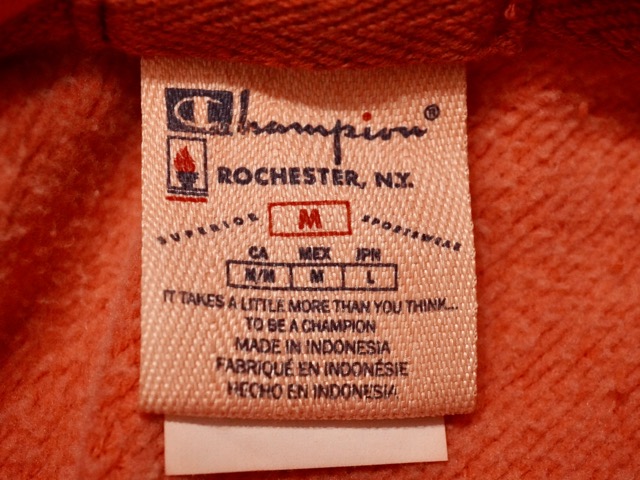 Champion®
ROCHESTER, N.Y.
SUPERIOR M SPORTSWEAR
CA MEX JPN
M/M M L
IT TAKES A LITTLE MORE THAN YOU THINK...
TO BE A CHAMPION
MADE IN INDONESIA
FABRIQUÉ EN INDONÉSIE
HECHO EN INDONESIA